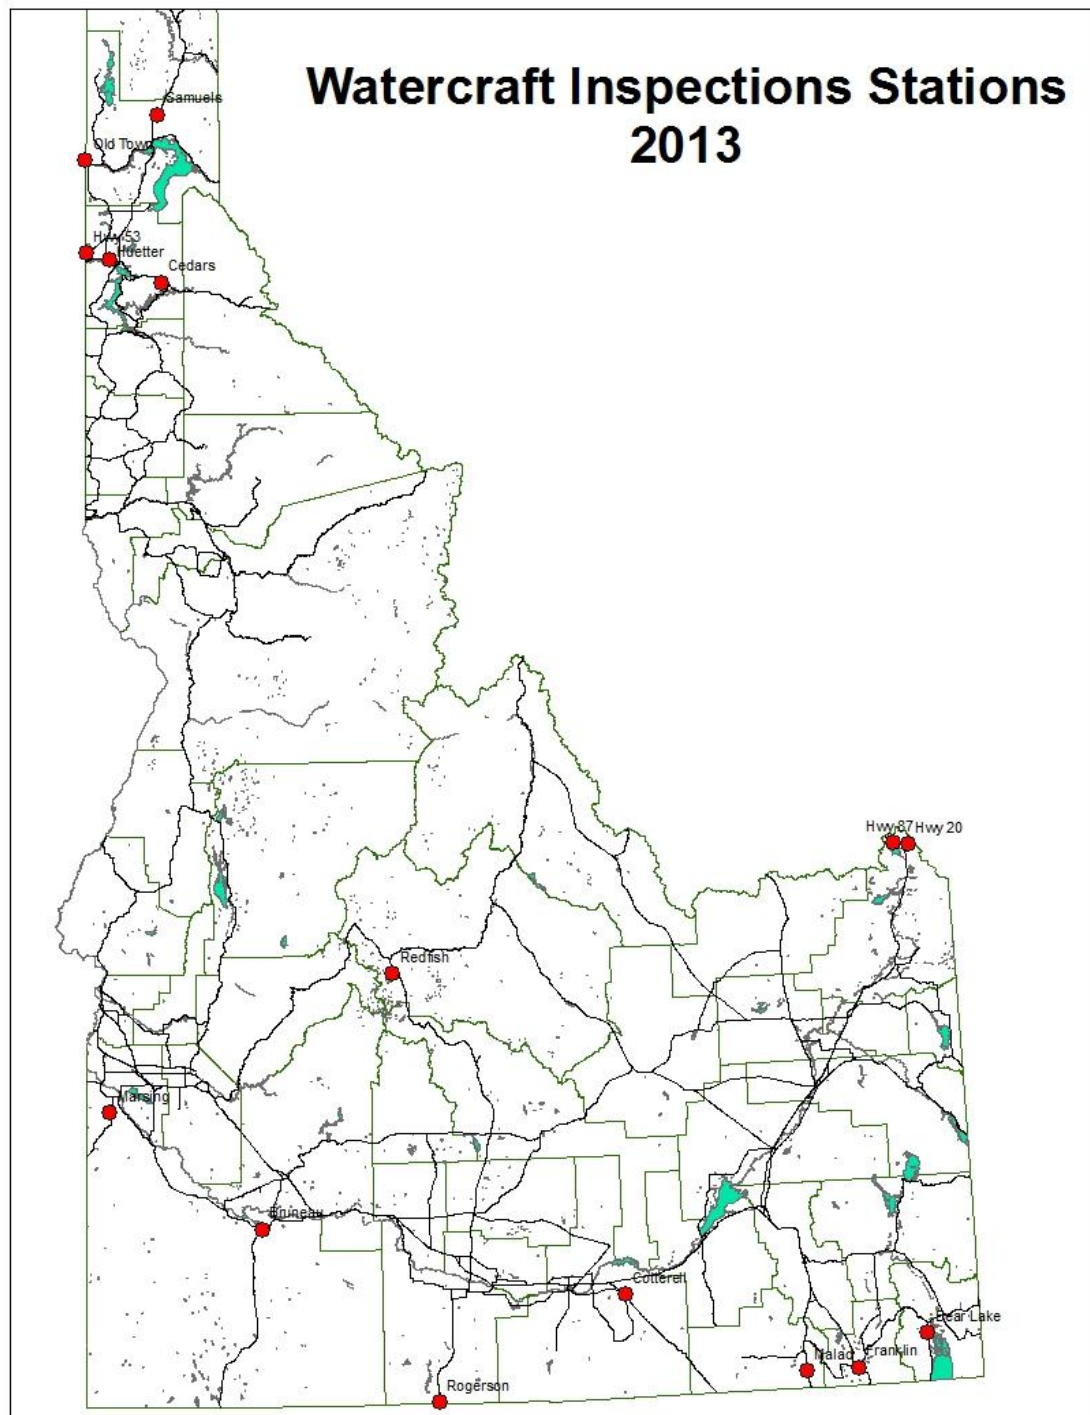 Watercraft Inspections Stations
2013
Samuels
Old Town
Hwy 53
Huetter
Cedars
Hwy 87
Hwy 20
Redfish
Marsing
Bruneau
Cotterell
Bear Lake
Malad
Franklin
Rogerson